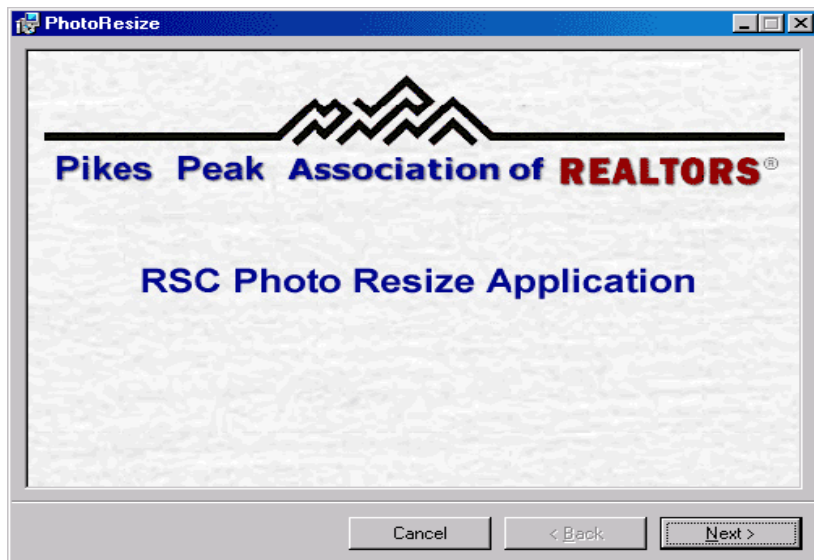 PhotoResize
Pikes Peak Association of REALTORS®
RSC Photo Resize Application
Cancel
< Back
Next >